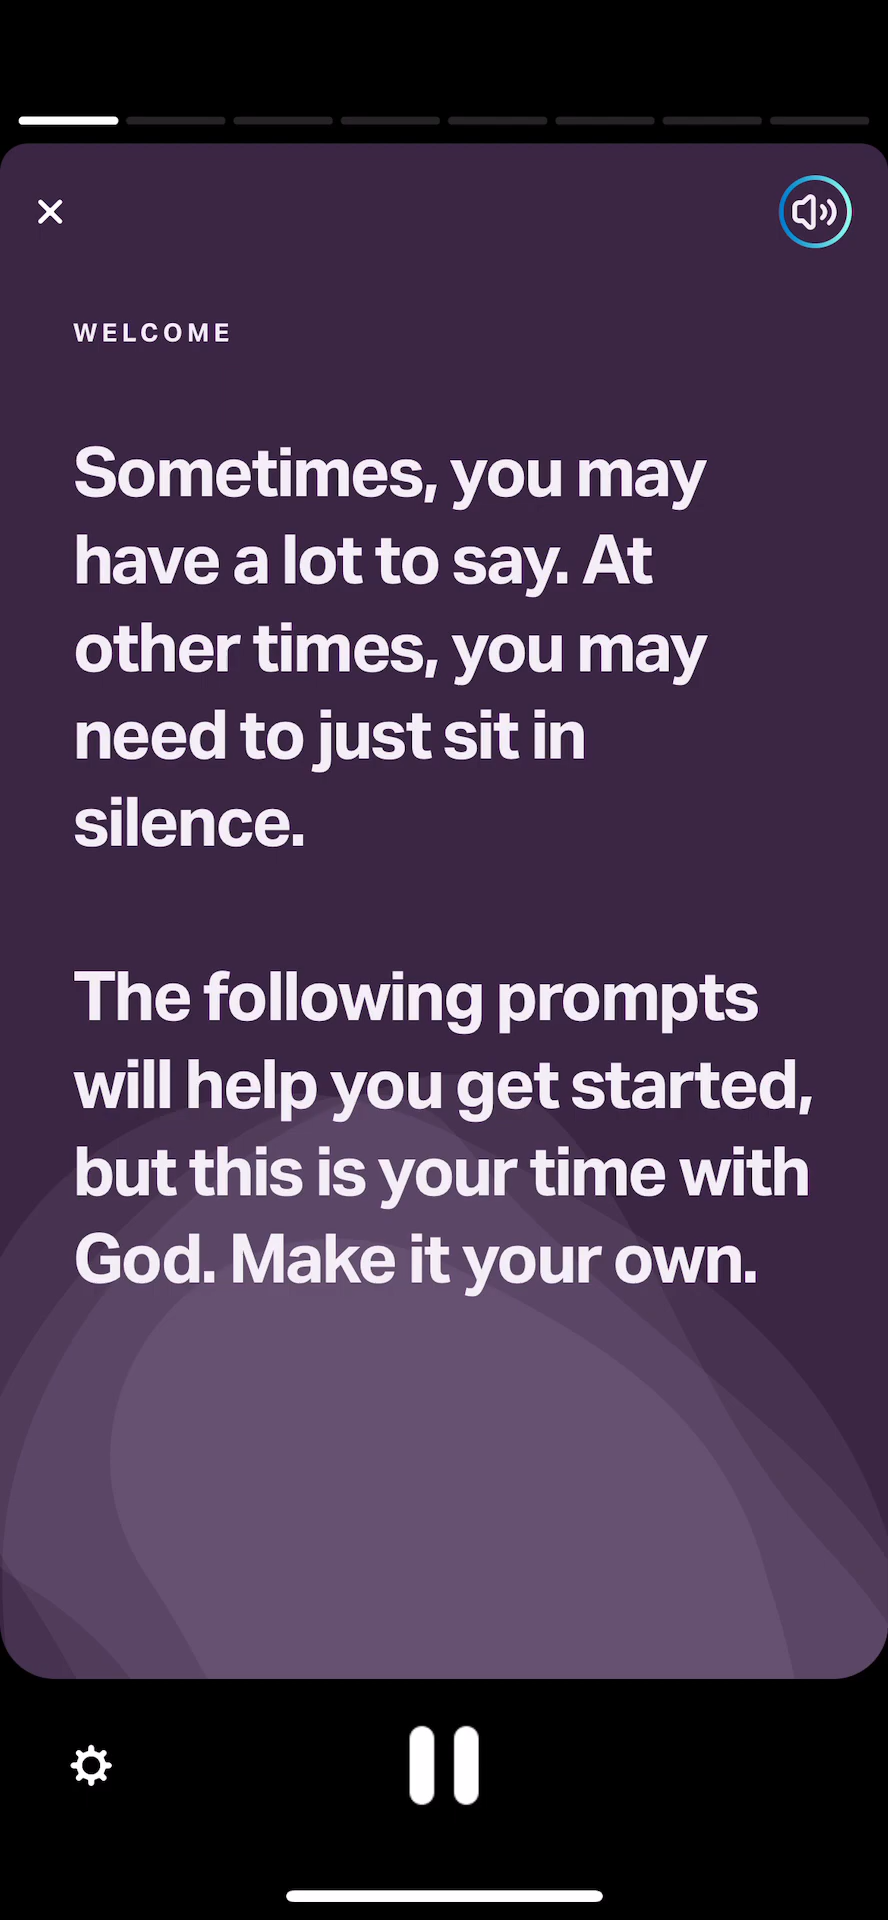 WELCOME
Sometimes, you may
have a lot to say. At
other times, you may
need to just sit in
silence.
The following prompts
will help you get started,
but this is your time with
God. Make it your own.